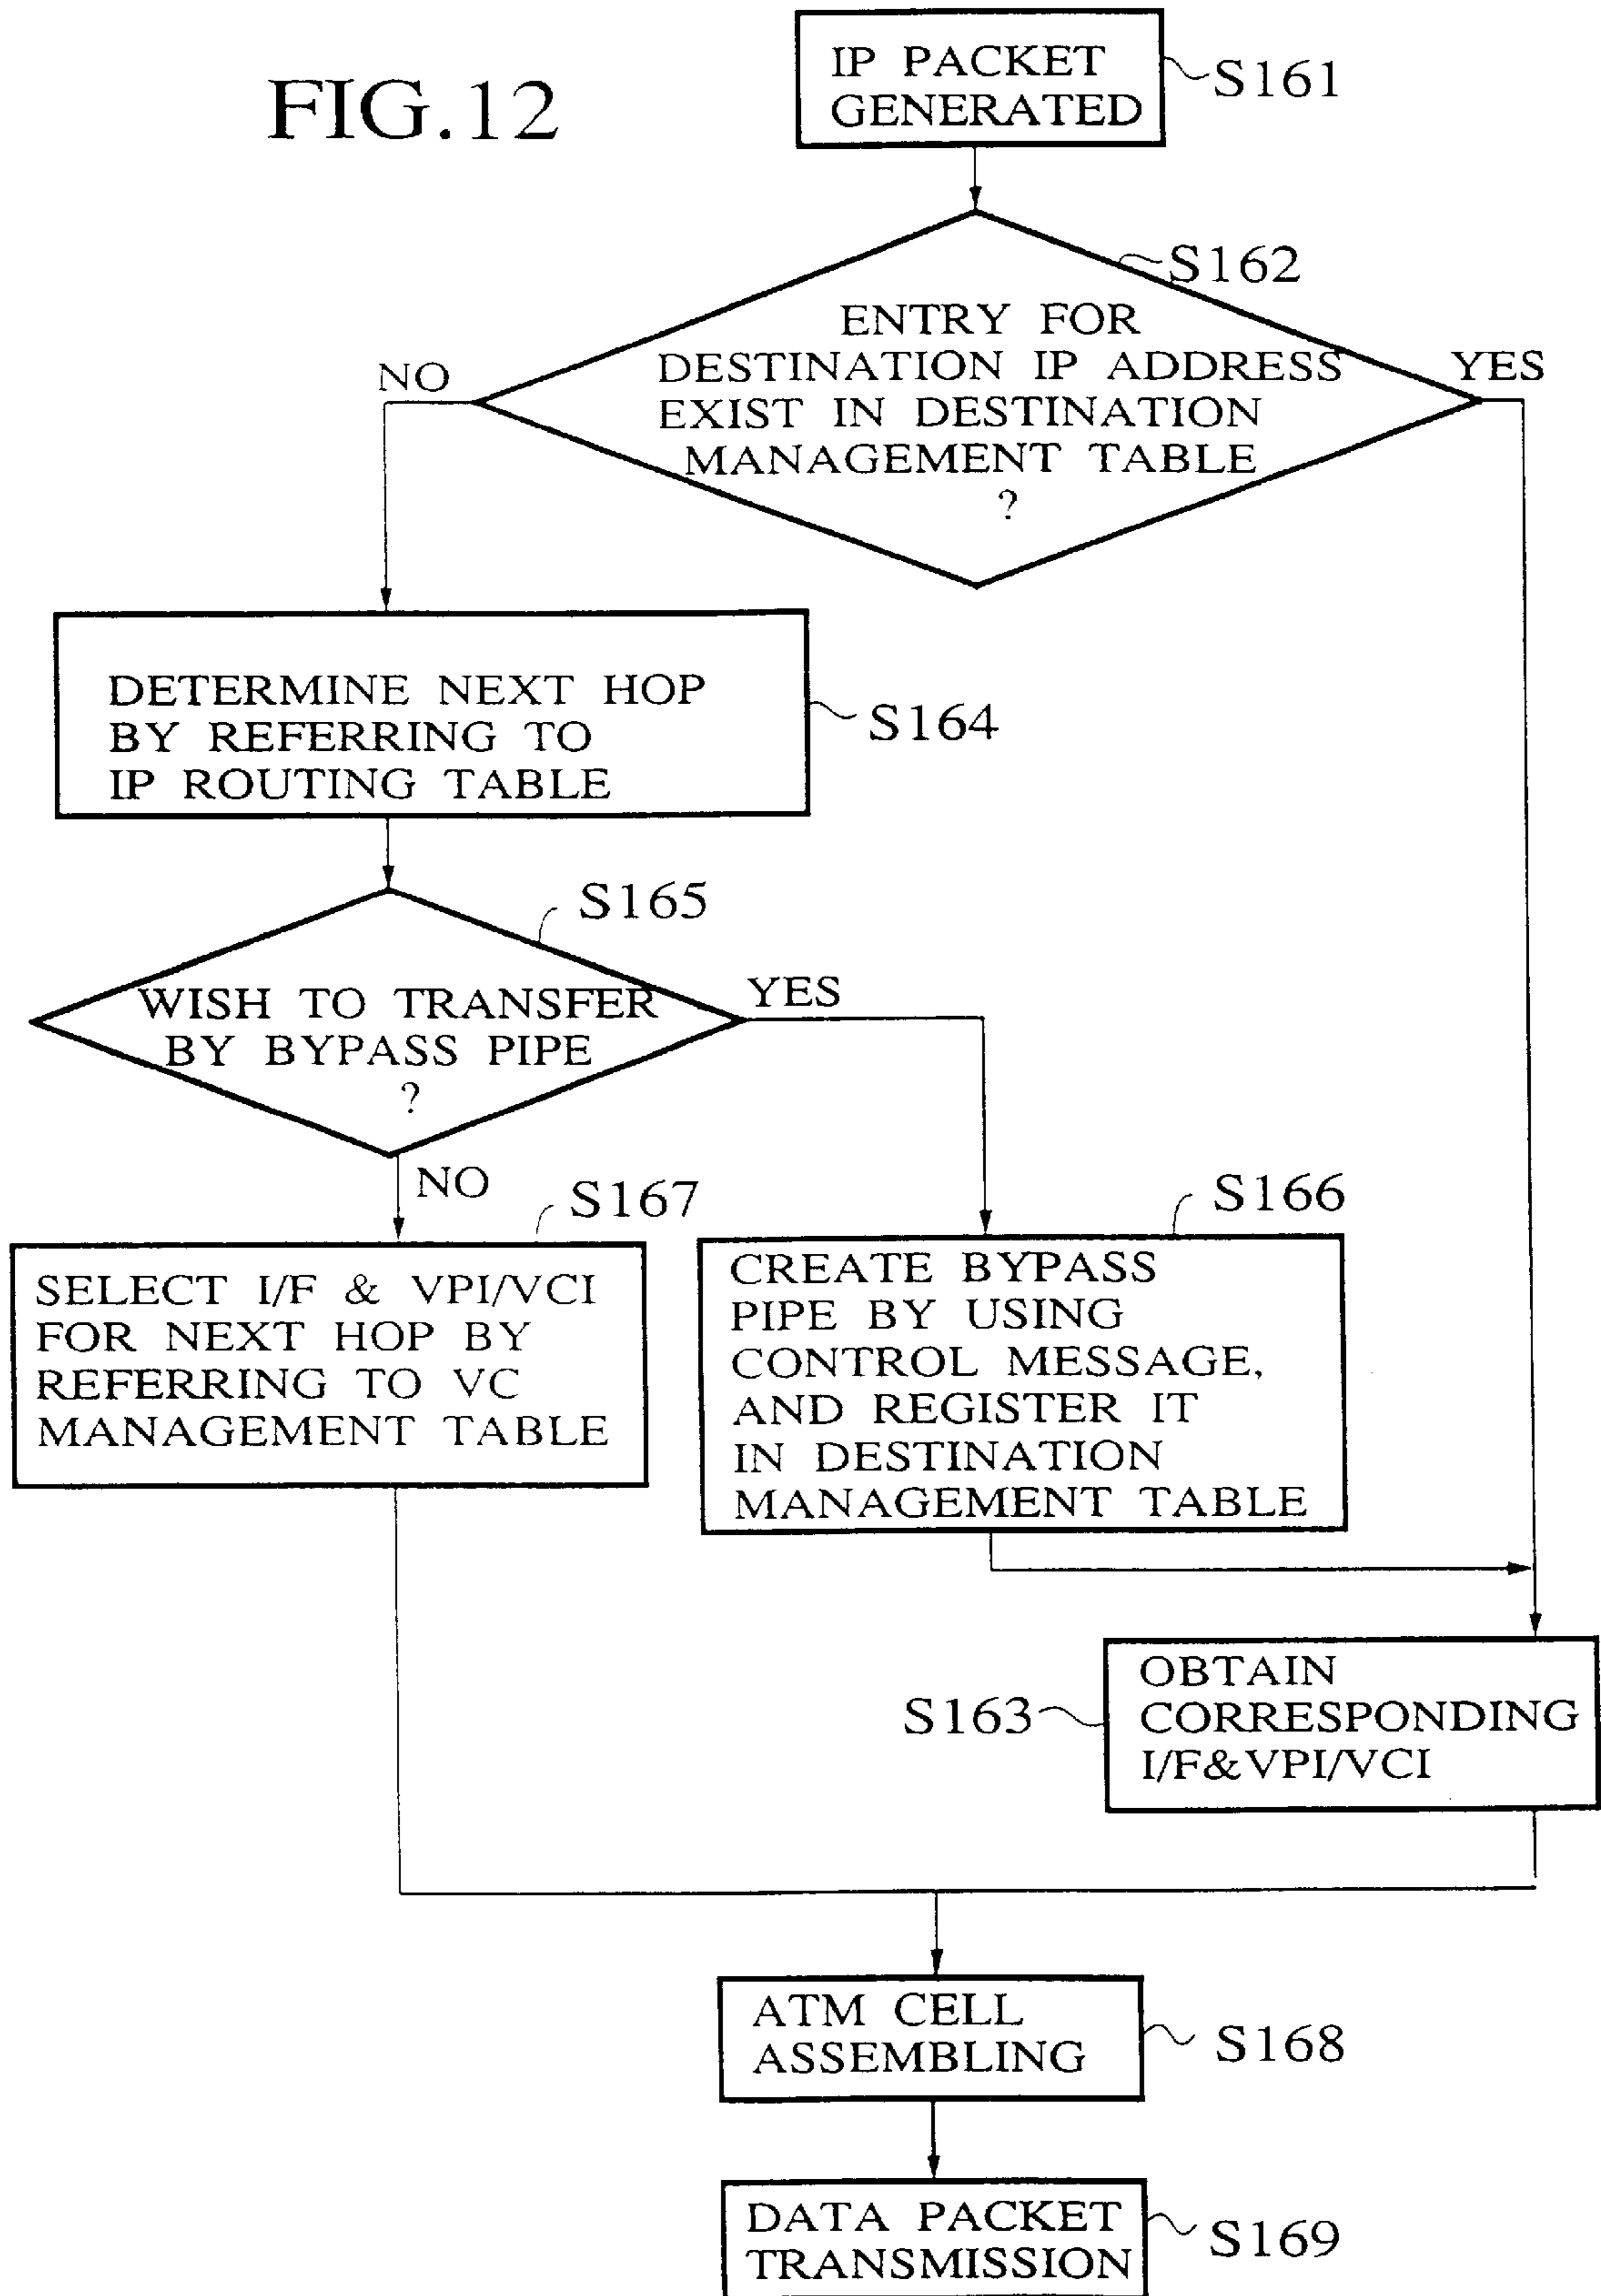 FIG.12
IP PACKET
GENERATED
S161
S162
ENTRY FOR
DESTINATION IP ADDRESS
EXIST IN DESTINATION
MANAGEMENT TABLE
?
NO
YES
DETERMINE NEXT HOP
BY REFERRING TO
IP ROUTING TABLE
S164
S165
WISH TO TRANSFER
BY BYPASS PIPE
?
YES
NO
S167
SELECT I/F & VPI/VCI
FOR NEXT HOP BY
REFERRING TO VC
MANAGEMENT TABLE
S166
CREATE BYPASS
PIPE BY USING
CONTROL MESSAGE,
AND REGISTER IT
IN DESTINATION
MANAGEMENT TABLE
S163
OBTAIN
CORRESPONDING
I/F&VPI/VCI
ATM CELL
ASSEMBLING
S168
DATA PACKET
TRANSMISSION
S169